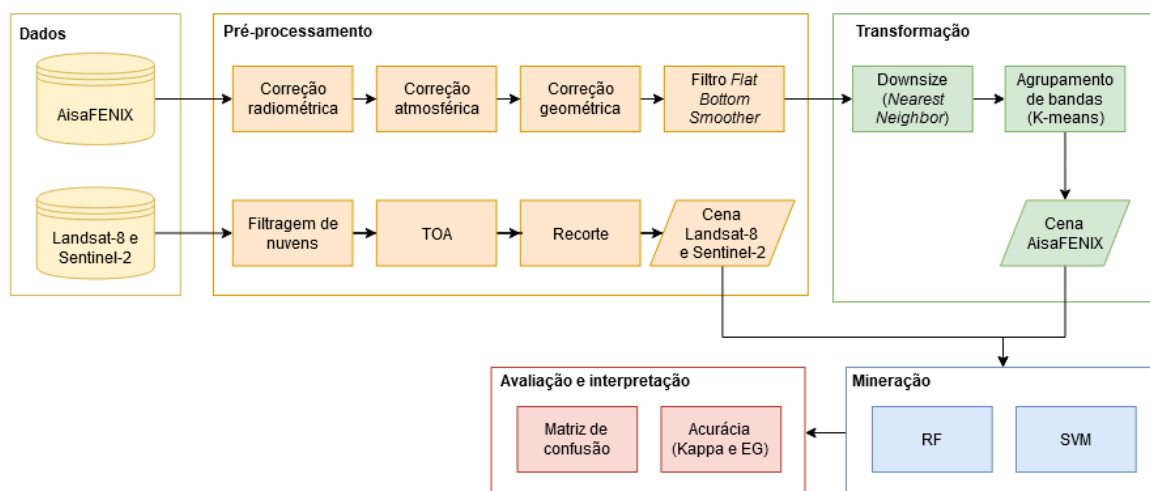 Dados
AisaFENIX
Landsat-8 e
Sentinel-2
Pré-processamento
Correção
radiométrica
Correção
atmosférica
Correção
geométrica
Filtro Flat
Bottom
Smoother
Filtragem de
nuvens
TOA
Recorte
Cena
Landsat-8
e Sentinel-2
Transformação
Downsize
(Nearest
Neighbor)
Agrupamento
de bandas
(K-means)
Cena
AisaFENIX
Avaliação e interpretação
Matriz de
confusão
Acurácia
(Kappa e EG)
Mineração
RF
SVM